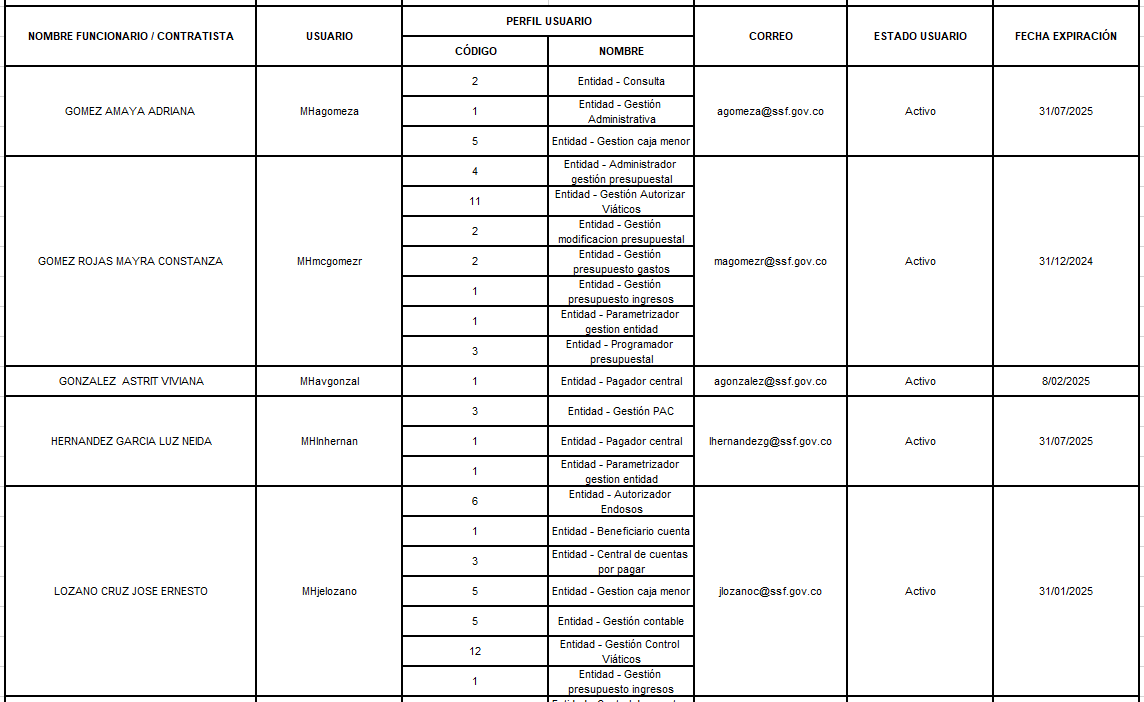 PERFIL USUARIO
NOMBRE FUNCIONARIO / CONTRATISTA
USUARIO
CÓDIGO
NOMBRE
CORREO
ESTADO USUARIO
FECHA EXPIRACIÓN
GOMEZ AMAYA ADRIANA
MHagomeza
2
Entidad - Consulta
1
Entidad - Gestión
Administrativa
5
Entidad - Gestion caja menor
agomeza@ssf.gov.co
Activo
31/07/2025
GOMEZ ROJAS MAYRA CONSTANZA
MHmcgomezr
4
Entidad - Administrador
gestión presupuestal
11
Entidad - Gestión Autorizar
Viáticos
2
Entidad - Gestión
modificacion presupuestal
2
Entidad - Gestión
presupuesto gastos
1
Entidad - Gestión
presupuesto ingresos
1
Entidad - Parametrizador
gestion entidad
3
Entidad - Programador
presupuestal
magomezr@ssf.gov.co
Activo
31/12/2024
GONZALEZ  ASTRIT VIVIANA
MHavgonzal
1
Entidad - Pagador central
agonzalez@ssf.gov.co
Activo
8/02/2025
HERNANDEZ GARCIA LUZ NEIDA
MHlnhernan
3
Entidad - Gestión PAC
1
Entidad - Pagador central
1
Entidad - Parametrizador
gestion entidad
lhernandezg@ssf.gov.co
Activo
31/07/2025
LOZANO CRUZ JOSE ERNESTO
MHjelozano
6
Entidad - Autorizador
Endosos
1
Entidad - Beneficiario cuenta
3
Entidad - Central de cuentas
por pagar
5
Entidad - Gestion caja menor
5
Entidad - Gestión contable
12
Entidad - Gestión Control
Viáticos
1
Entidad - Gestión
presupuesto ingresos
jlozanoc@ssf.gov.co
Activo
31/01/2025